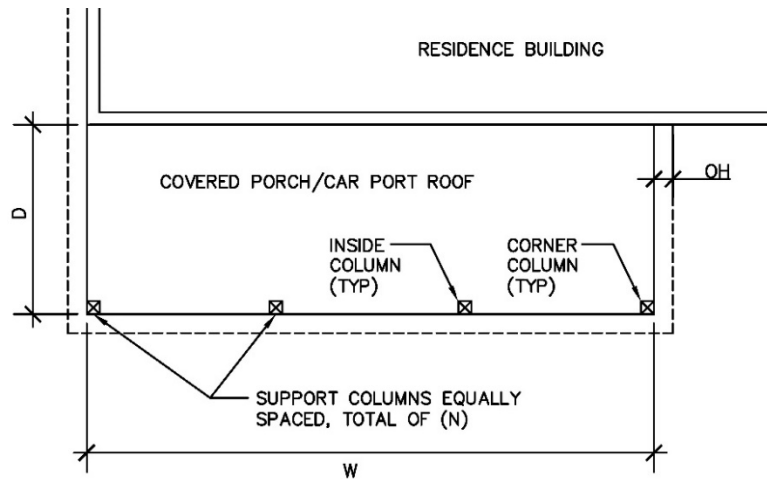 RESIDENCE BUILDING
COVERED PORCH/CAR PORT ROOF
OH
D
INSIDE
COLUMN
(TYP)
CORNER
COLUMN
(TYP)
SUPPORT COLUMNS EQUALLY
SPACED, TOTAL OF (N)
W